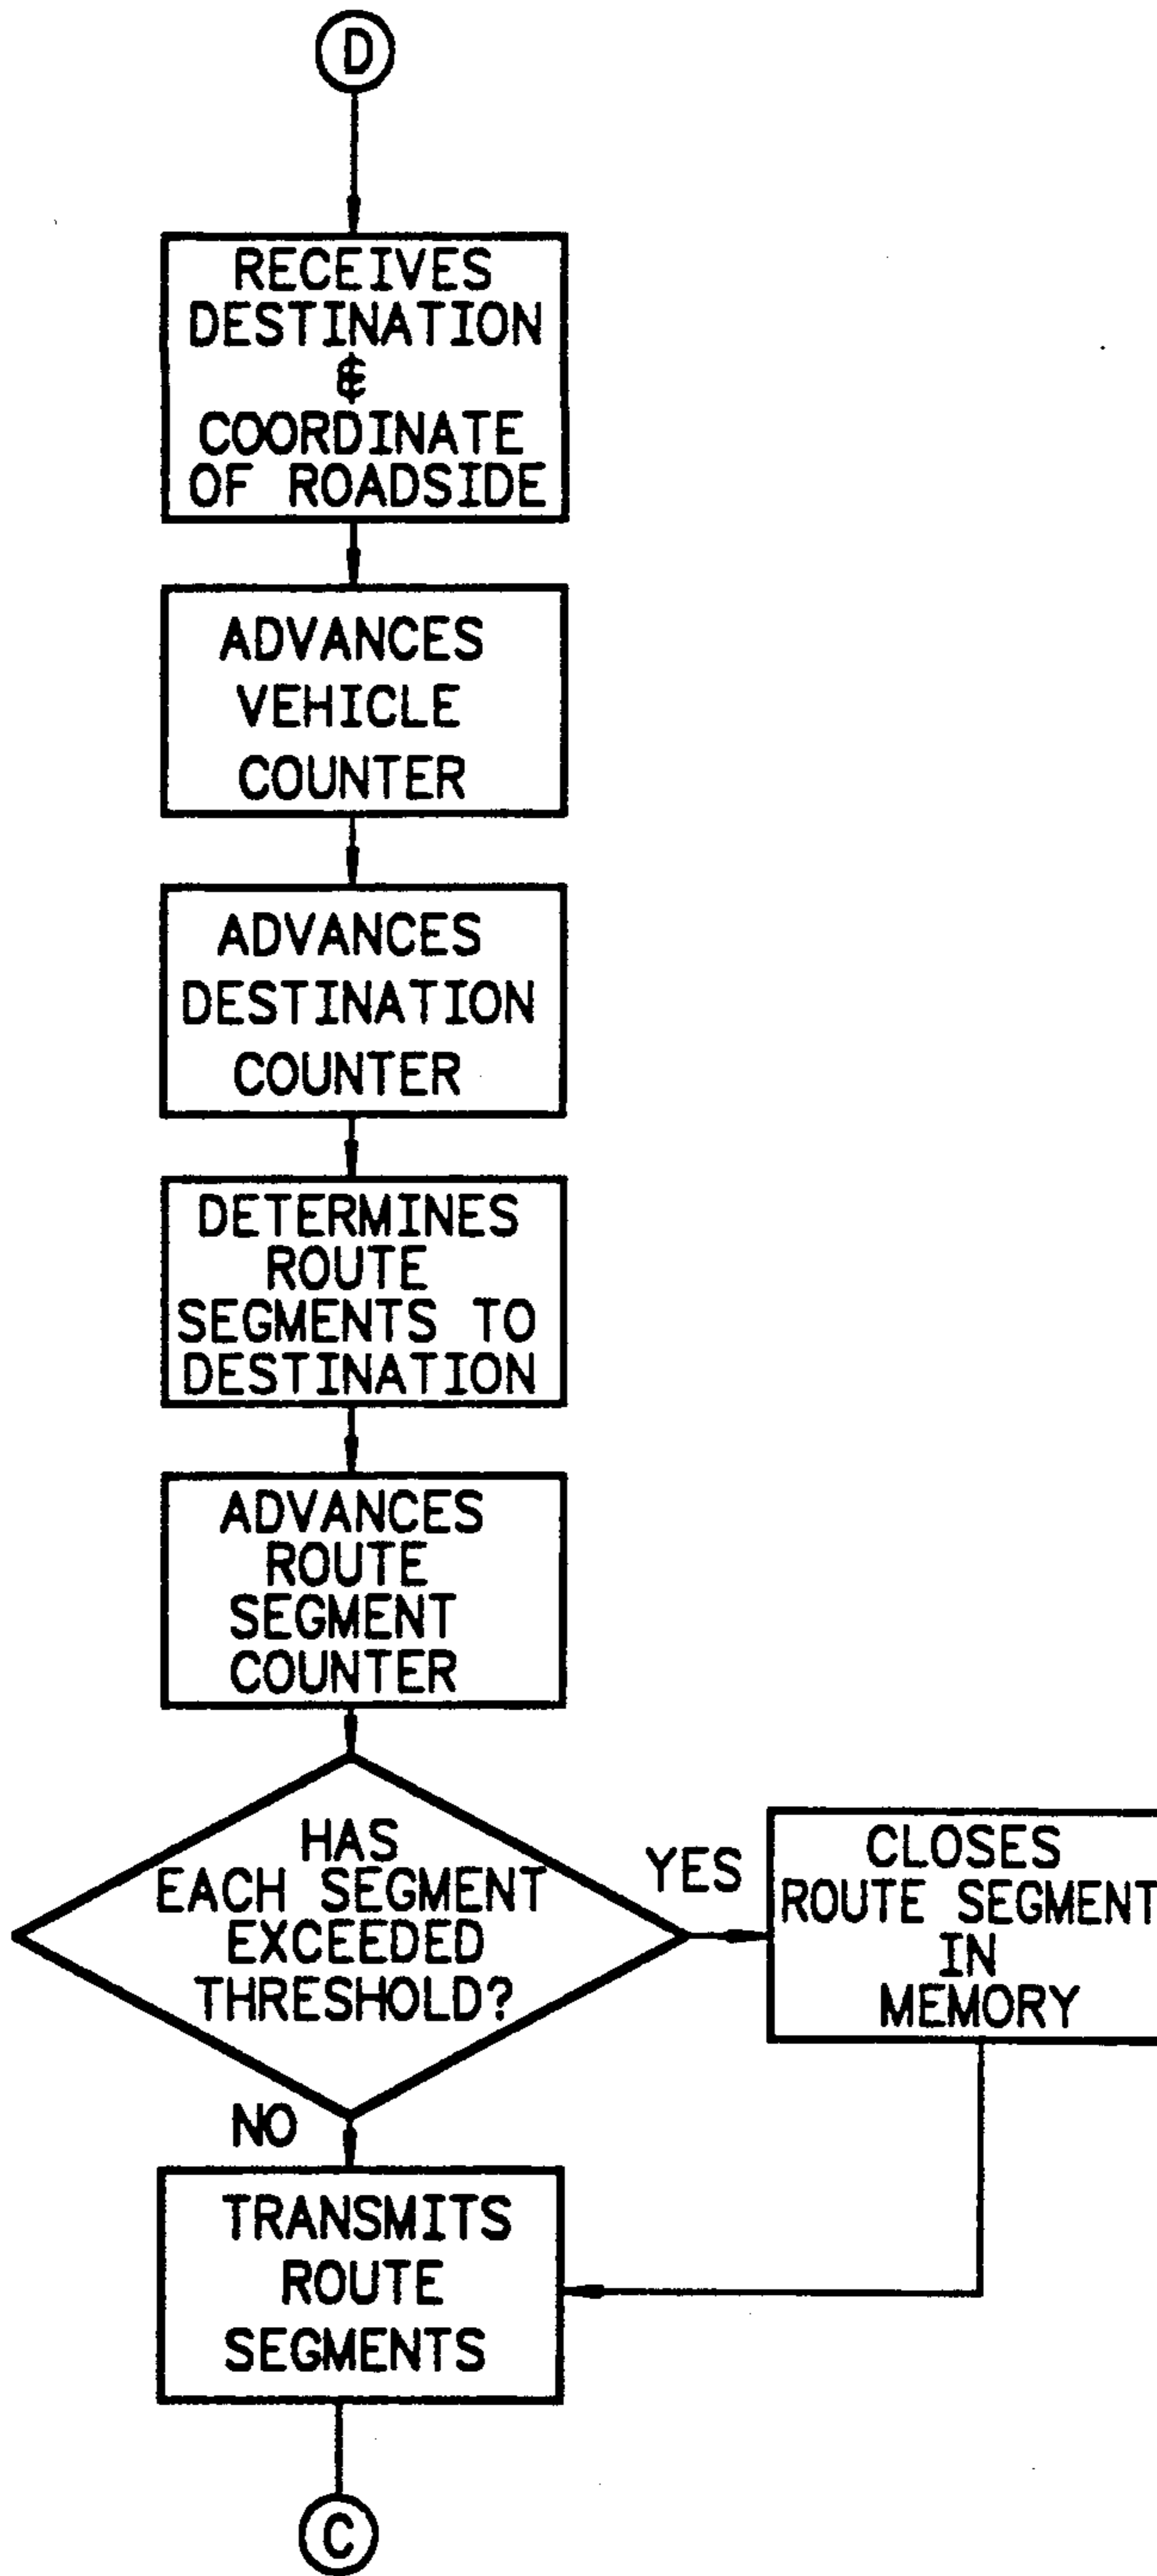 D
RECEIVES
DESTINATION
&
COORDINATE
OF ROADSIDE
ADVANCES
VEHICLE
COUNTER
ADVANCES
DESTINATION
COUNTER
DETERMINES
ROUTE
SEGMENTS TO
DESTINATION
ADVANCES
ROUTE
SEGMENT
COUNTER
HAS
EACH SEGMENT
EXCEEDED
THRESHOLD?
YES
CLOSES
ROUTE SEGMENT
IN
MEMORY
NO
TRANSMITS
ROUTE
SEGMENTS
C